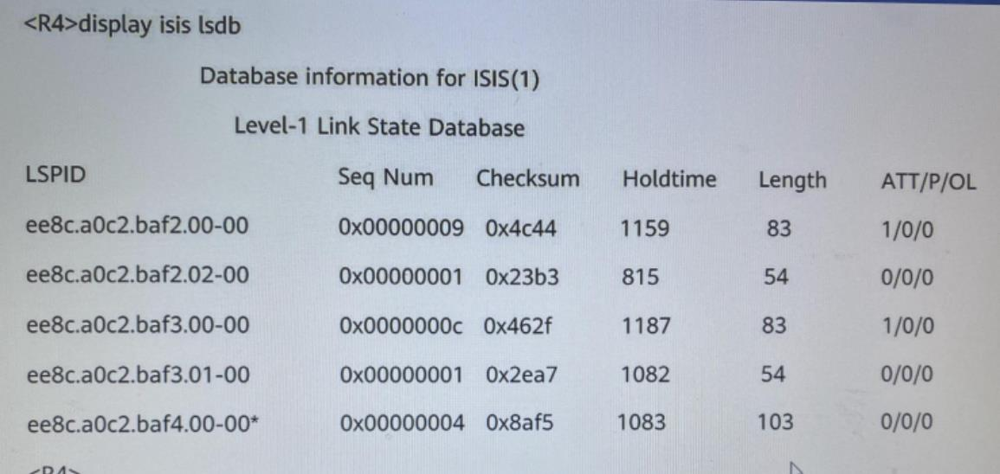 <R4>display isis lsdb
Database information for ISIS(1)
Level-1 Link State Database
LSPID Seq Num Checksum Holdtime Length ATT/P/OL
ee8c.a0c2.baf2.00-00 0x00000009 0x4c44 1159 83 1/0/0
ee8c.a0c2.baf2.02-00 0x00000001 0x23b3 815 54 0/0/0
ee8c.a0c2.baf3.00-00 0x0000000c 0x462f 1187 83 1/0/0
ee8c.a0c2.baf3.01-00 0x00000001 0x2ea7 1082 54 0/0/0
ee8c.a0c2.baf4.00-00* 0x00000004 0x8af5 1083 103 0/0/0
<R4>